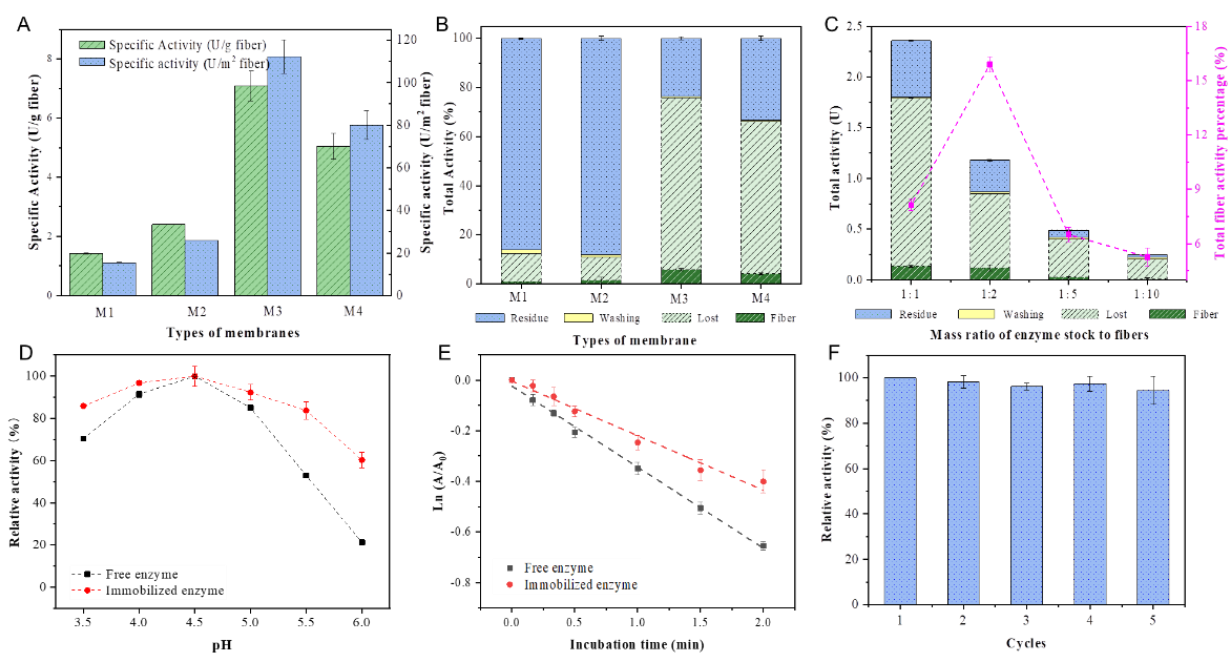 A
Specific Activity (U/g fiber)
Specific activity (U/m² fiber)
8
6
4
2
0
120
100
80
60
40
20
0
Specific Activity (U/g fiber)
Specific activity (U/m² fiber)
M1 M2 M3 M4
Types of membranes
B
100
80
60
40
20
0
Total Activity (%)
M1 M2 M3 M4
Residue Washing Lost Fiber
Types of membrane
C
2.5
2.0
1.5
1.0
0.5
0.0
18
15
12
9
6
Total activity (U)
Total fiber activity percentage (%)
1:1 1:2 1:5 1:10
Residue Washing Lost Fiber
Mass ratio of enzyme stock to fibers
D
100
80
60
40
20
0
Relative activity (%)
Free enzyme
Immobilized enzyme
3.5 4.0 4.5 5.0 5.5 6.0
pH
E
0.0
-0.2
-0.4
-0.6
-0.8
Ln (A/A₀)
Free enzyme
Immobilized enzyme
0.0 0.5 1.0 1.5 2.0
Incubation time (min)
F
100
80
60
40
20
0
Relative activity (%)
1 2 3 4 5
Cycles